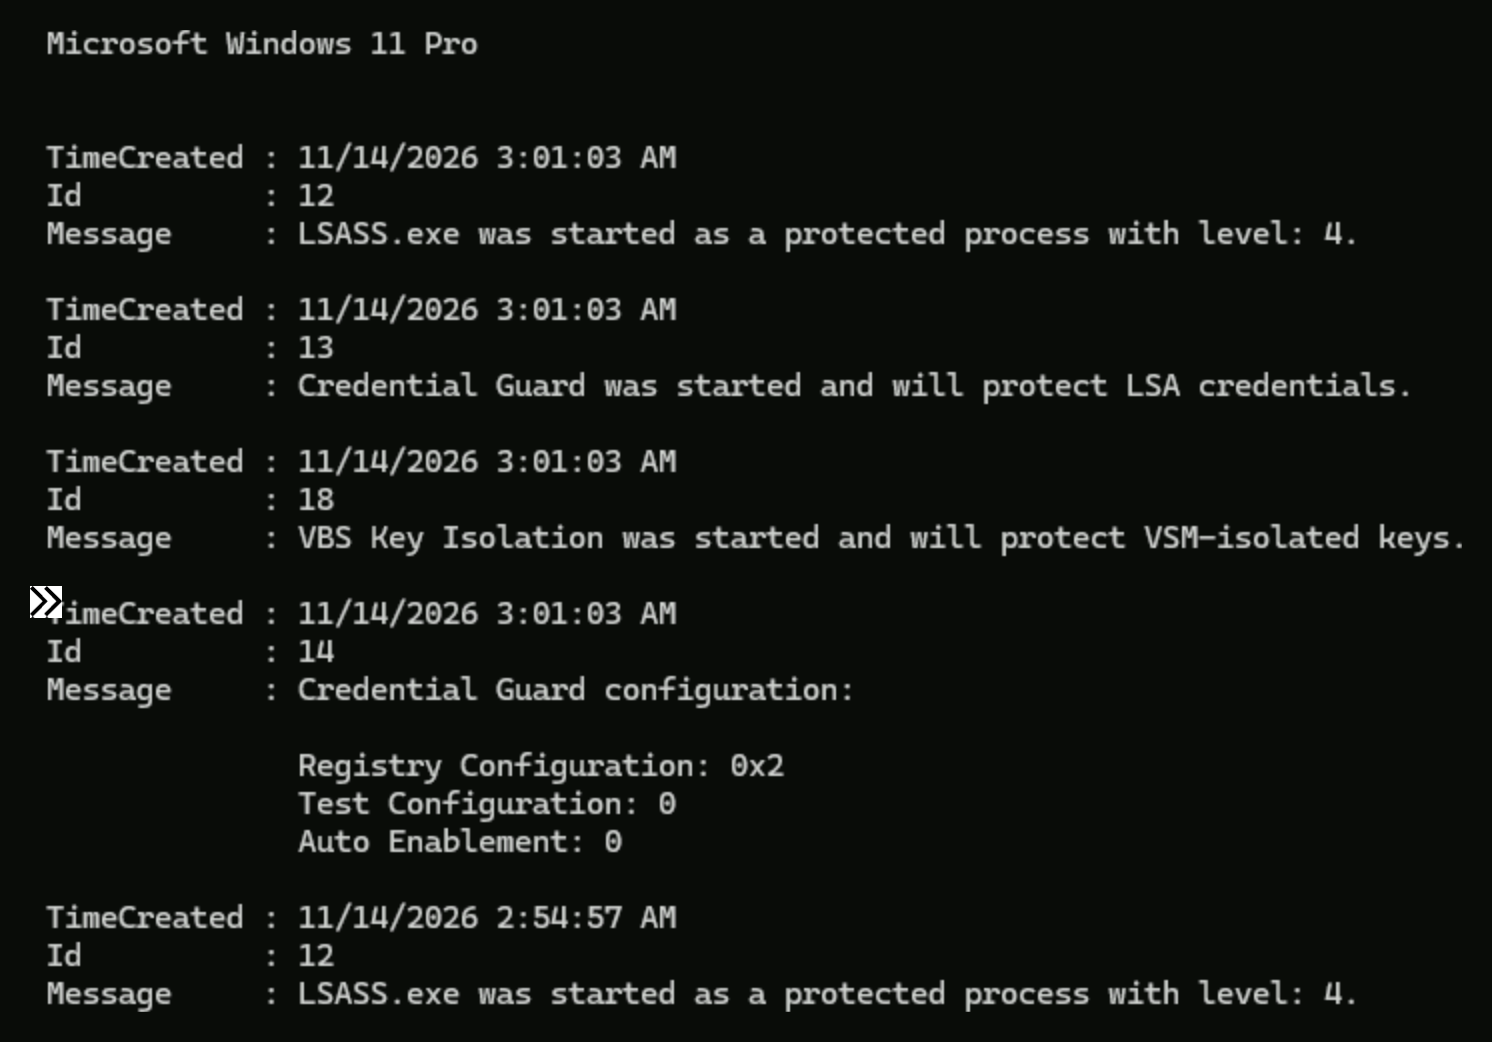 Microsoft Windows 11 Pro
TimeCreated : 11/14/2026 3:01:03 AM
Id          : 12
Message     : LSASS.exe was started as a protected process with level: 4.
TimeCreated : 11/14/2026 3:01:03 AM
Id          : 13
Message     : Credential Guard was started and will protect LSA credentials.
TimeCreated : 11/14/2026 3:01:03 AM
Id          : 18
Message     : VBS Key Isolation was started and will protect VSM-isolated keys.
TimeCreated : 11/14/2026 3:01:03 AM
Id          : 14
Message     : Credential Guard configuration:
Registry Configuration: 0x2
Test Configuration: 0
Auto Enablement: 0
TimeCreated : 11/14/2026 2:54:57 AM
Id          : 12
Message     : LSASS.exe was started as a protected process with level: 4.